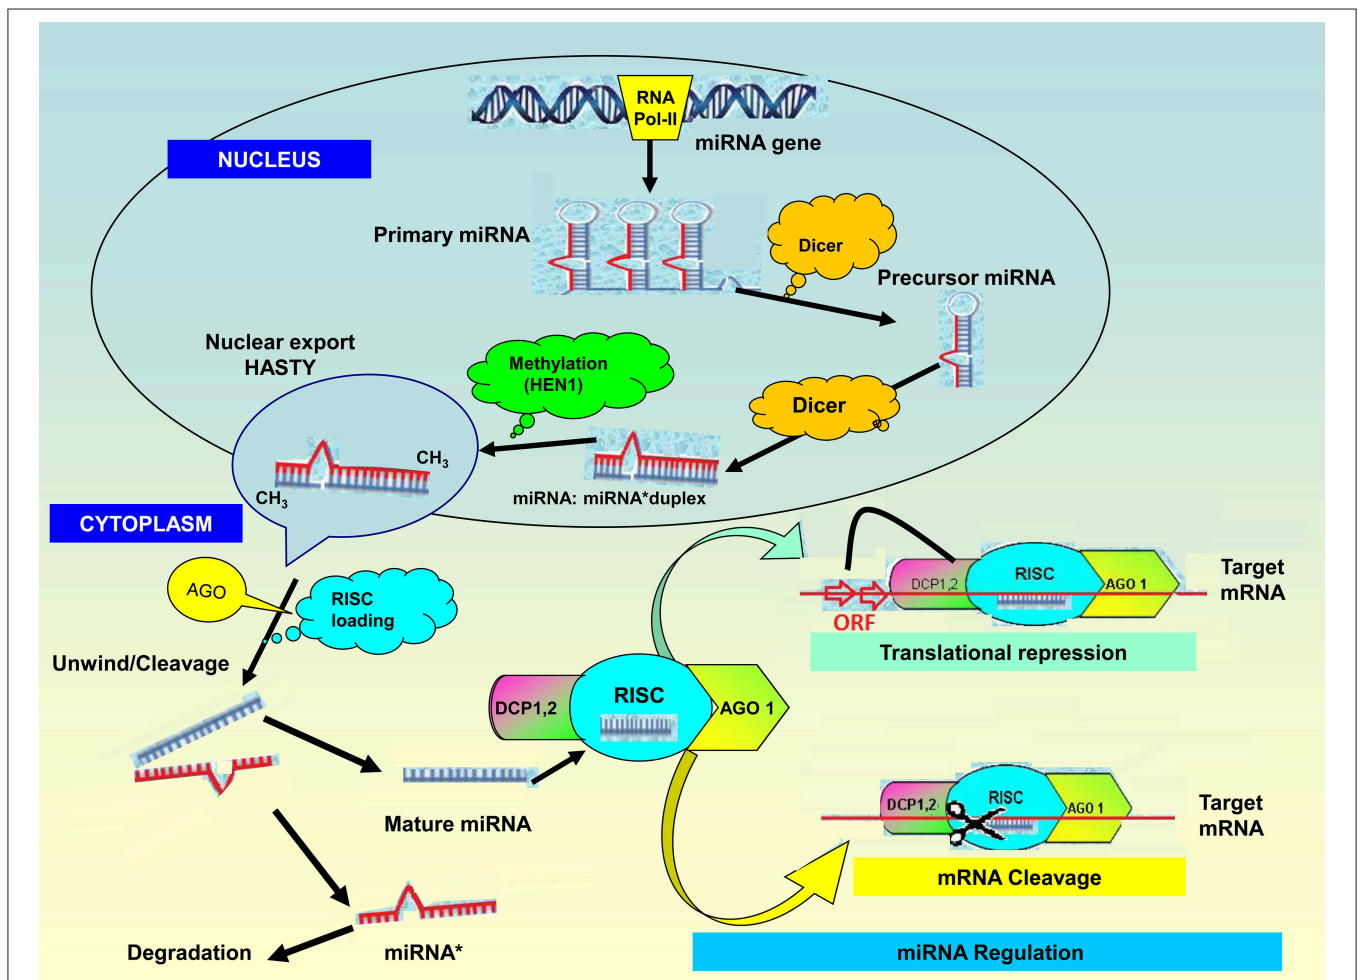 RNA
Pol-II
miRNA gene
NUCLEUS
Primary miRNA
Dicer
Precursor miRNA
Nuclear export
HASTY
Methylation
(HEN1)
Dicer
CH3
CH3
miRNA: miRNA*duplex
CYTOPLASM
AGO
RISC
loading
Unwind/Cleavage
DCP1,2
RISC
AGO 1
Target
mRNA
ORF
Translational repression
DCP1,2
RISC
AGO 1
Mature miRNA
DCP1,2
RISC
AGO 1
Target
mRNA
mRNA Cleavage
Degradation
miRNA*
miRNA Regulation